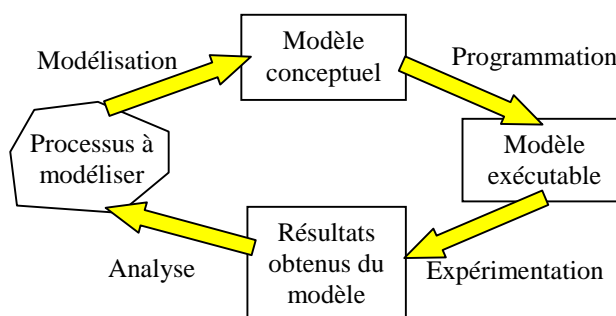 Modélisation
Modèle
conceptuel
Programmation
Processus à
modéliser
Modèle
exécutable
Analyse
Résultats
obtenus du
modèle
Expérimentation